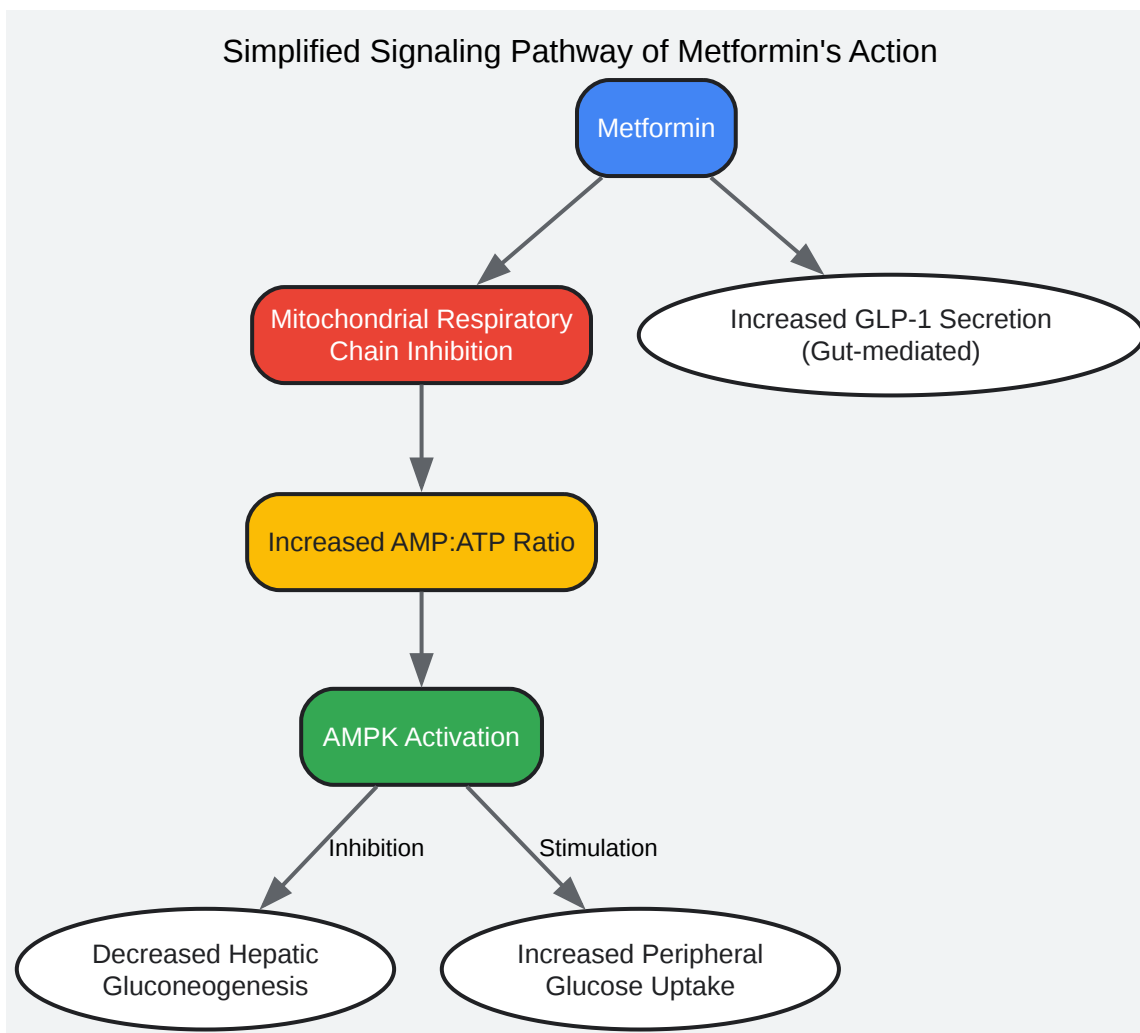 Simplified Signaling Pathway of Metformin's Action
Metformin
Mitochondrial Respiratory
Chain Inhibition
Increased GLP-1 Secretion
(Gut-mediated)
Increased AMP:ATP Ratio
AMPK Activation
Inhibition
Stimulation
Decreased Hepatic
Gluconeogenesis
Increased Peripheral
Glucose Uptake